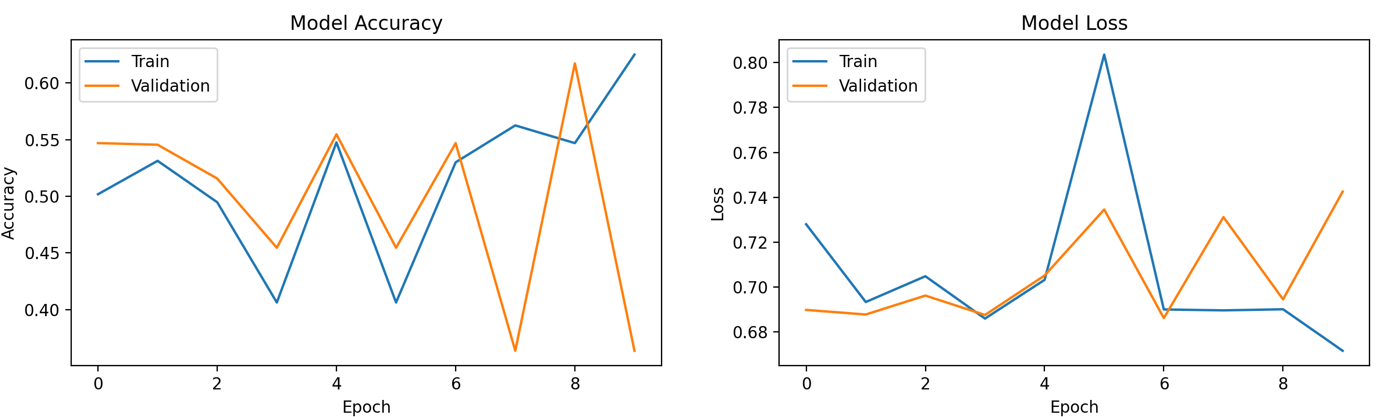 Model Accuracy
Train
Validation
0.60
0.55
0.50
0.45
0.40
Accuracy
0 2 4 6 8
Epoch
Model Loss
Train
Validation
0.80
0.78
0.76
0.74
0.72
0.70
0.68
Loss
0 2 4 6 8
Epoch